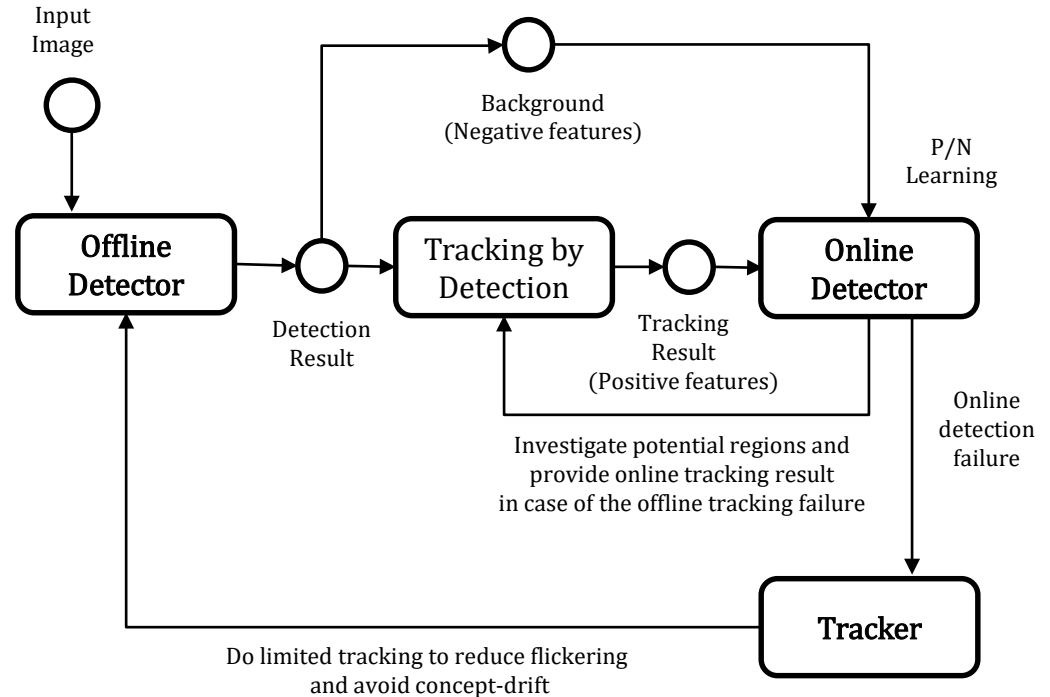 Input
Image
Background
(Negative features)
P/N
Learning
Offline
Detector
Tracking by
Detection
Online
Detector
Detection
Result
Tracking
Result
(Positive features)
Investigate potential regions and
provide online tracking result
in case of the offline tracking failure
Online
detection
failure
Tracker
Do limited tracking to reduce flickering
and avoid concept-drift